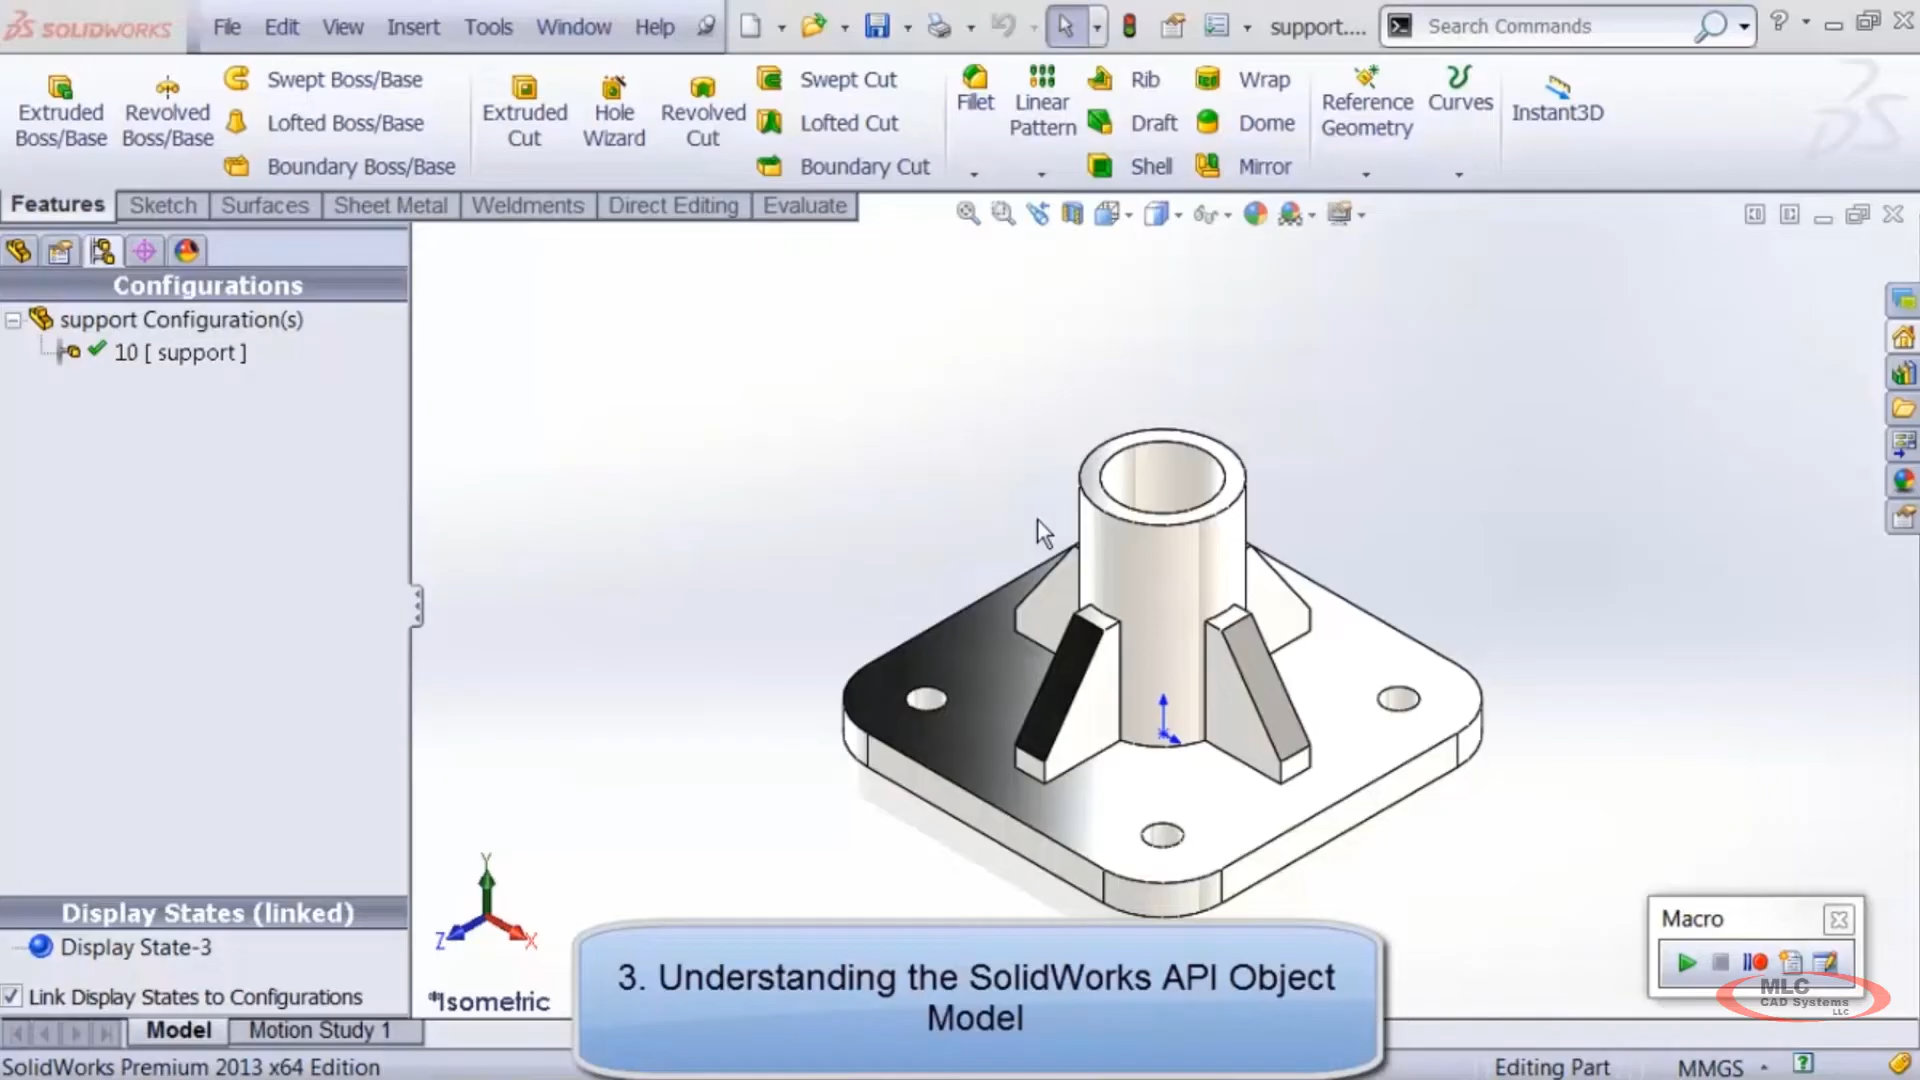 SOLIDWORKS File Edit View Insert Tools Window Help support.... Search Commands ?
Extruded Boss/Base
Revolved Boss/Base
Swept Boss/Base
Lofted Boss/Base
Boundary Boss/Base
Extruded Cut
Hole Wizard
Revolved Cut
Swept Cut
Lofted Cut
Boundary Cut
Fillet
Linear Pattern
Rib
Draft
Shell
Wrap
Dome
Mirror
Reference Geometry
Curves
Instant3D
Features Sketch Surfaces Sheet Metal Weldments Direct Editing Evaluate
Configurations
support Configuration(s)
10 [ support ]
Display States (linked)
Display State-3
Link Display States to Configurations
Y
Z X
*Isometric
3. Understanding the SolidWorks API Object
Model
Macro
MLC
CAD Systems
LLC
Model Motion Study 1
SolidWorks Premium 2013 x64 Edition Editing Part MMGS ?